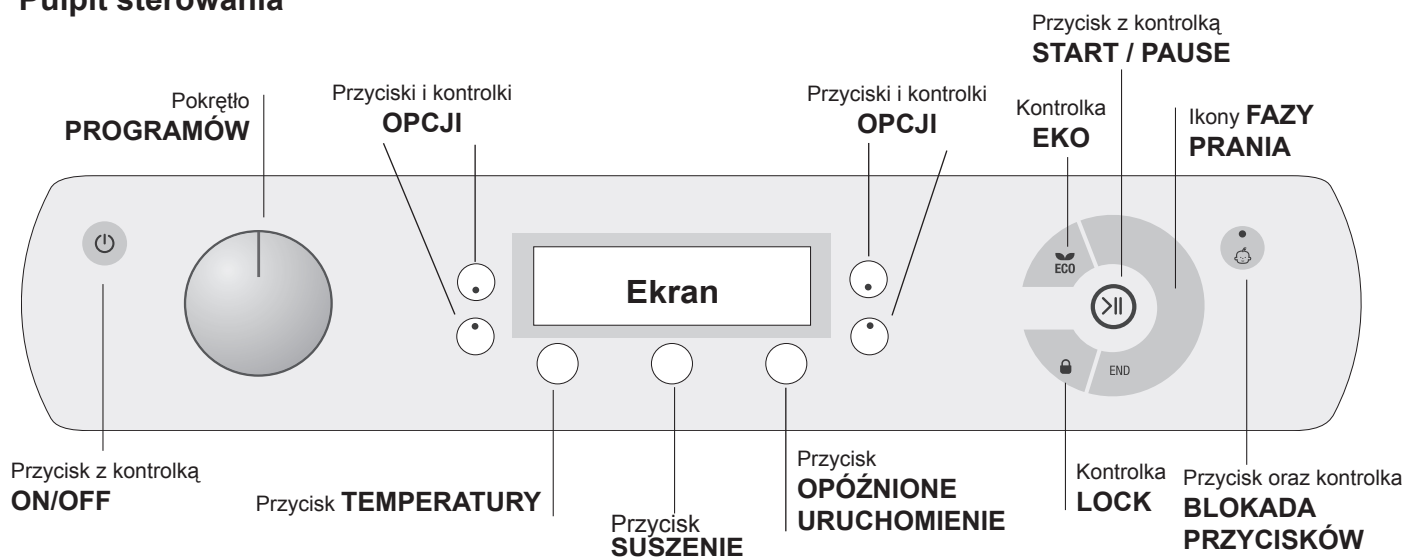 Pulpit sterowania
Przycisk z kontrolką
START / PAUSE
Pokrętło
PROGRAMÓW
Przyciski i kontrolki
OPCJI
Przyciski i kontrolki
OPCJI
Kontrolka
EKO
Ikony FAZY
PRANIA
ECO
Ekran
END
Przycisk z kontrolką
ON/OFF
Przycisk TEMPERATURY
Przycisk
SUSZENIE
Przycisk
OPÓŹNIONE
URUCHOMIENIE
Kontrolka
LOCK
Przycisk oraz kontrolka
BLOKADA
PRZYCISKÓW